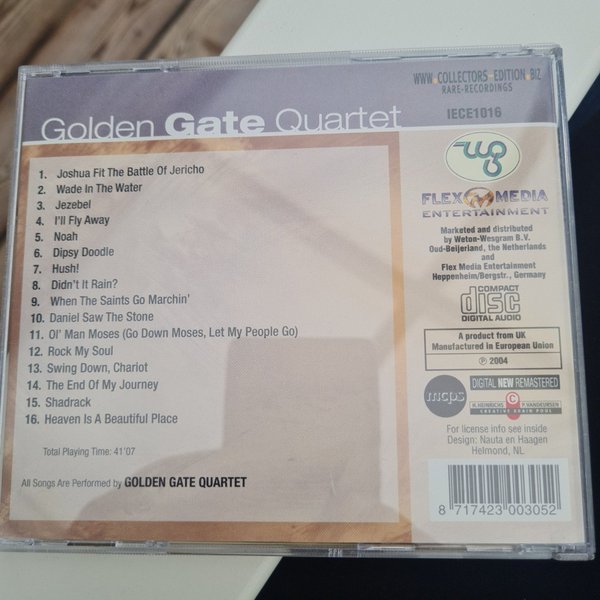 WWW.COLLECTORS-EDITION.BIZ
RARE-RECORDINGS
Golden Gate Quartet
IECE1016
1. Joshua Fit The Battle Of Jericho
2. Wade In The Water
3. Jezebel
4. I'll Fly Away
5. Noah
6. Dipsy Doodle
7. Hush!
8. Didn't It Rain?
9. When The Saints Go Marchin'
10. Daniel Saw The Stone
11. Ol' Man Moses (Go Down Moses, Let My People Go)
12. Rock My Soul
13. Swing Down, Chariot
14. The End Of My Journey
15. Shadrack
16. Heaven Is A Beautiful Place
Total Playing Time: 41'07
All Songs Are Performed by GOLDEN GATE QUARTET
wg
FLEX MEDIA
ENTERTAINMENT
Marketed and distributed
by Weton-Wesgram B.V.
Oud-Beijerland, the Netherlands
and
Flex Media Entertainment
Heppenheim/Bergstr., Germany
COMPACT
disc
DIGITAL AUDIO
A product from UK
Manufactured in European Union
℗ 2004
mcps
DIGITAL NEW REMASTERED
H.HEINRICHS C P.VANDEURSEN
CREATIVE BRAIN POOL
For license info see inside
Design: Nauta en Haagen
Helmond, NL
8 717423 003052